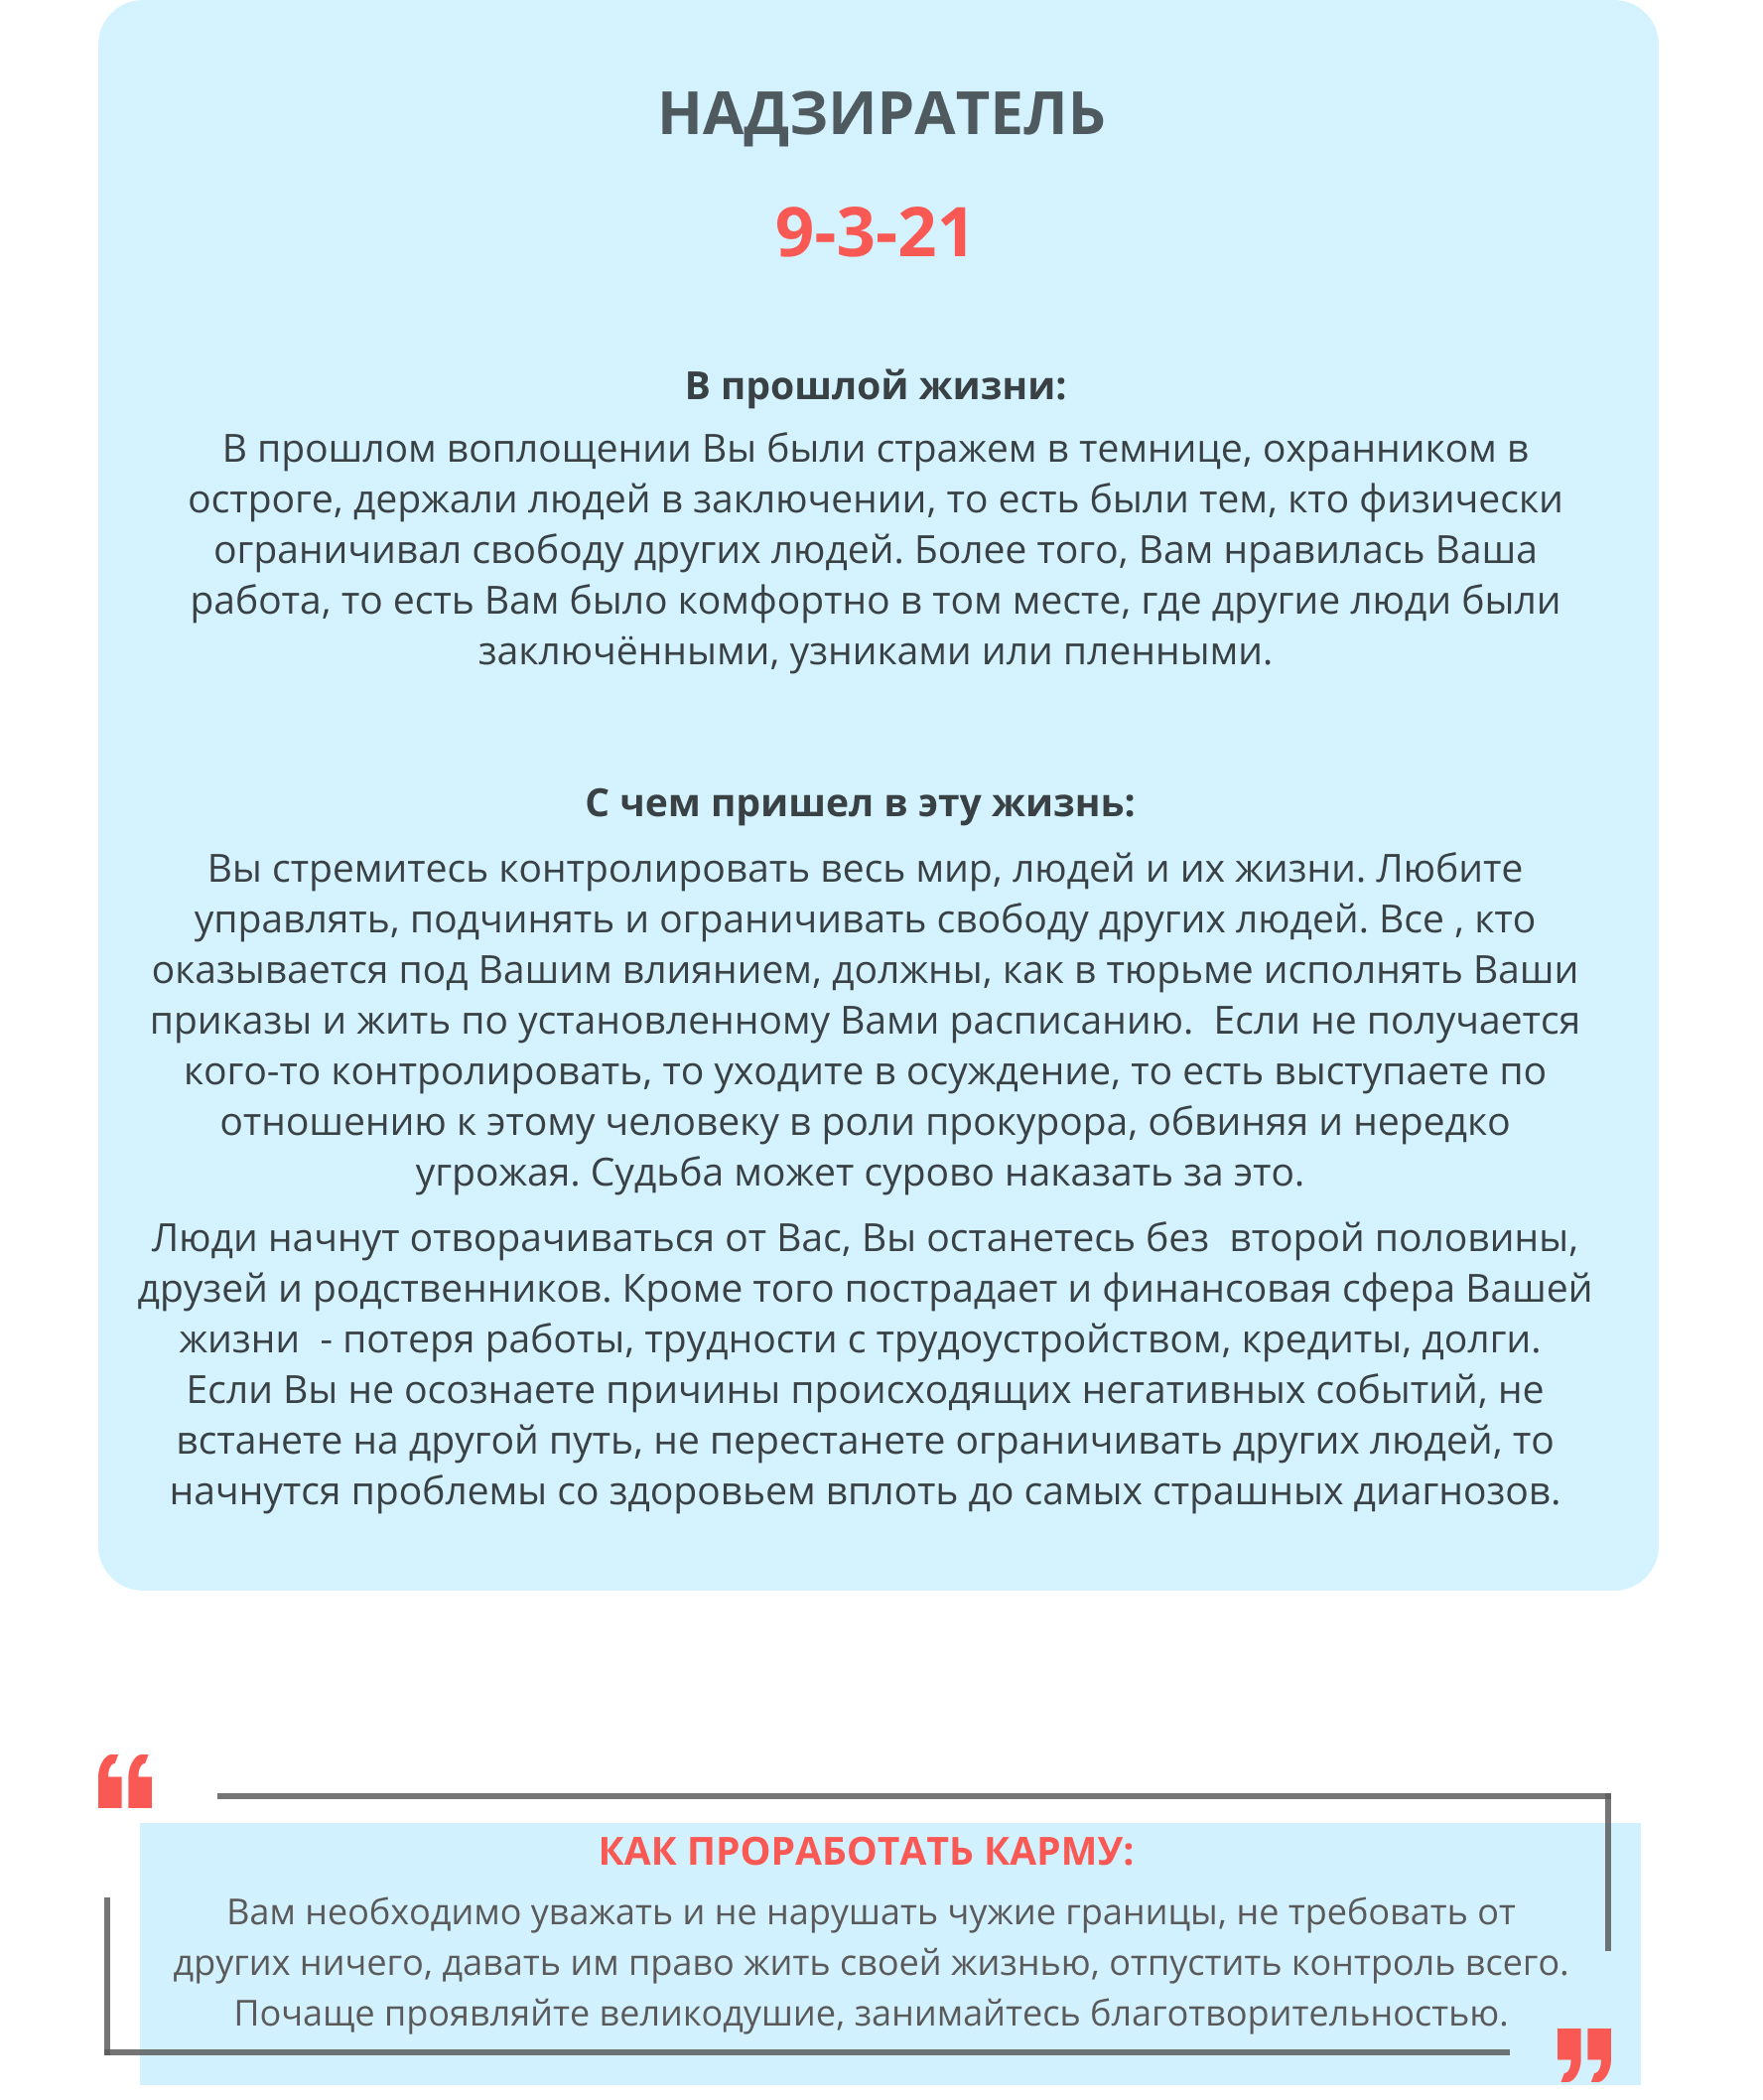 НАДЗИРАТЕЛЬ
9-3-21
В прошлой жизни:
В прошлом воплощении Вы были стражем в темнице, охранником в
остроге, держали людей в заключении, то есть были тем, кто физически
ограничивал свободу других людей. Более того, Вам нравилась Ваша
работа, то есть Вам было комфортно в том месте, где другие люди были
заключёнными, узниками или пленными.
С чем пришел в эту жизнь:
Вы стремитесь контролировать весь мир, людей и их жизни. Любите
управлять, подчинять и ограничивать свободу других людей. Все , кто
оказывается под Вашим влиянием, должны, как в тюрьме исполнять Ваши
приказы и жить по установленному Вами расписанию.  Если не получается
кого-то контролировать, то уходите в осуждение, то есть выступаете по
отношению к этому человеку в роли прокурора, обвиняя и нередко
угрожая. Судьба может сурово наказать за это.
Люди начнут отворачиваться от Вас, Вы останетесь без  второй половины,
друзей и родственников. Кроме того пострадает и финансовая сфера Вашей
жизни  - потеря работы, трудности с трудоустройством, кредиты, долги.
Если Вы не осознаете причины происходящих негативных событий, не
встанете на другой путь, не перестанете ограничивать других людей, то
начнутся проблемы со здоровьем вплоть до самых страшных диагнозов.
“
КАК ПРОРАБОТАТЬ КАРМУ:
Вам необходимо уважать и не нарушать чужие границы, не требовать от
других ничего, давать им право жить своей жизнью, отпустить контроль всего.
Почаще проявляйте великодушие, занимайтесь благотворительностью.
”